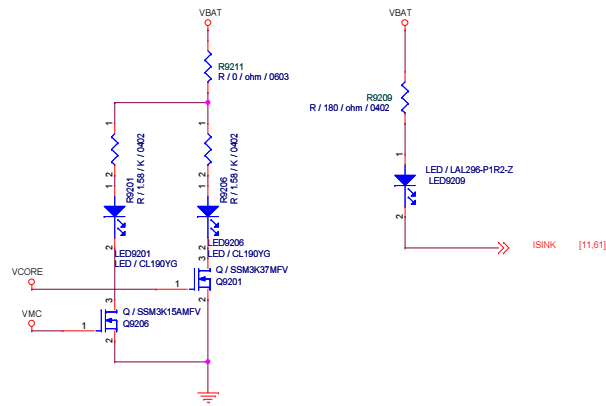 VBAT
VBAT
R9211
R / 0 / ohm / 0603
R9209
R / 180 / ohm / 0402
1
1
2
2
R9201
R / 1.58 / K / 0402
R9206
R / 1.58 / K / 0402
1
1
1
LED / LAL296-P1R2-Z
LED9209
2
2
2
LED9201
LED / CL190YG
LED9206
LED / CL190YG
ISINK [11,61]
VCORE
3
Q / SSM3K37MFV
Q9201
1
2
VMC
3
Q / SSM3K15AMFV
Q9206
1
2